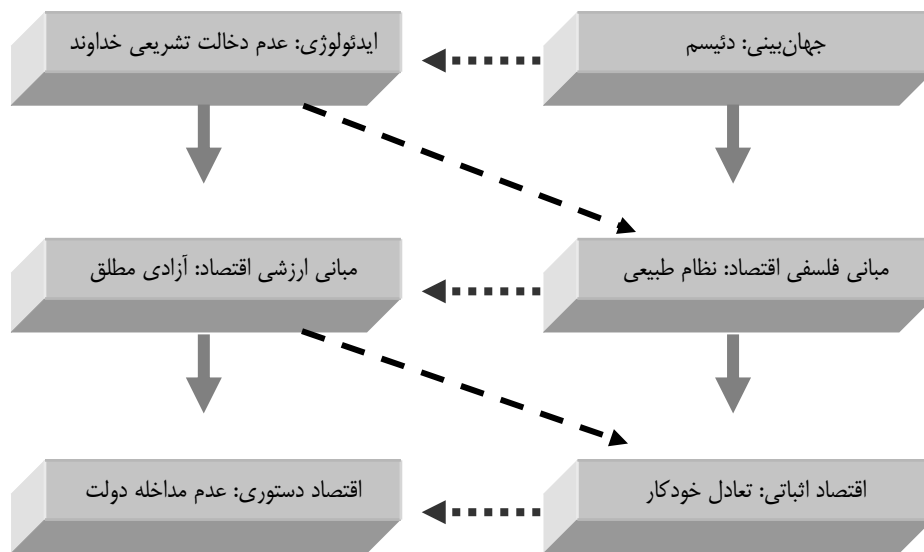 جهان‌بینی: دئیسم
ایدئولوژی: عدم دخالت تشریعی خداوند
مبانی فلسفی اقتصاد: نظام طبیعی
مبانی ارزشی اقتصاد: آزادی مطلق
اقتصاد اثباتی: تعادل خودکار
اقتصاد دستوری: عدم مداخله دولت